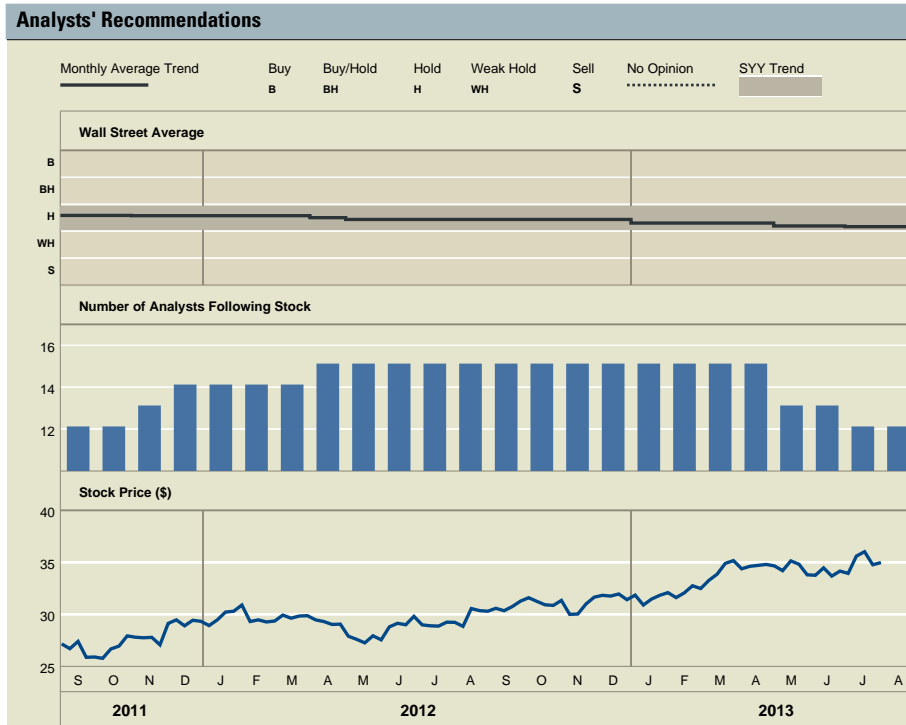 Analysts' Recommendations
Monthly Average Trend Buy Buy/Hold Hold Weak Hold Sell No Opinion SYY Trend
B BH H WH S
Wall Street Average
B
BH
H
WH
S
Number of Analysts Following Stock
16
14
12
Stock Price ($)
40
35
30
25
S O N D J F M A M J J A S O N D J F M A M J J A
2011 2012 2013